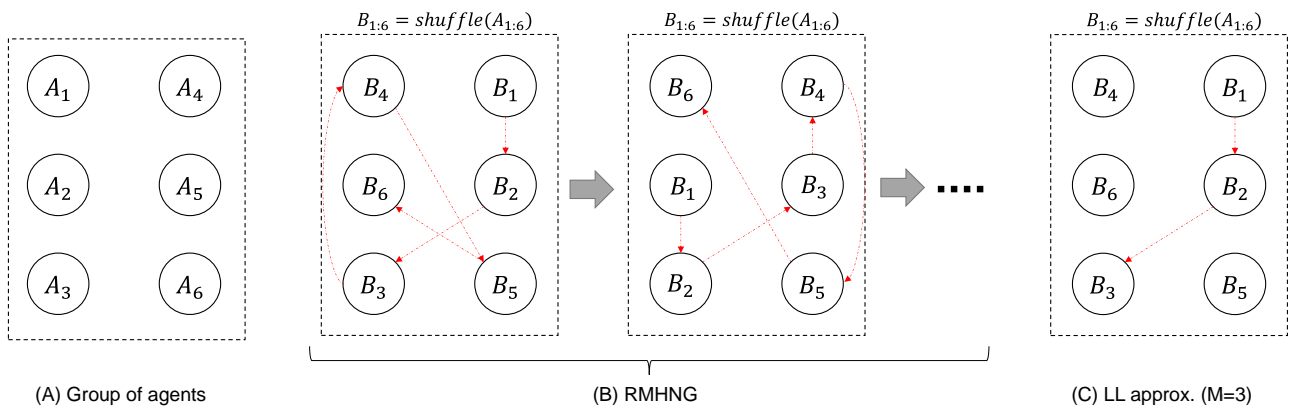 B₁:₆ = shuffle(A₁:₆)
B₁:₆ = shuffle(A₁:₆)
B₁:₆ = shuffle(A₁:₆)
A₁ A₄
A₂ A₅
A₃ A₆
B₄ B₁
B₆ B₂
B₃ B₅
B₆ B₄
B₁ B₃
B₂ B₅
B₄ B₁
B₆ B₂
B₃ B₅
(A) Group of agents
(B) RMHNG
(C) LL approx. (M=3)